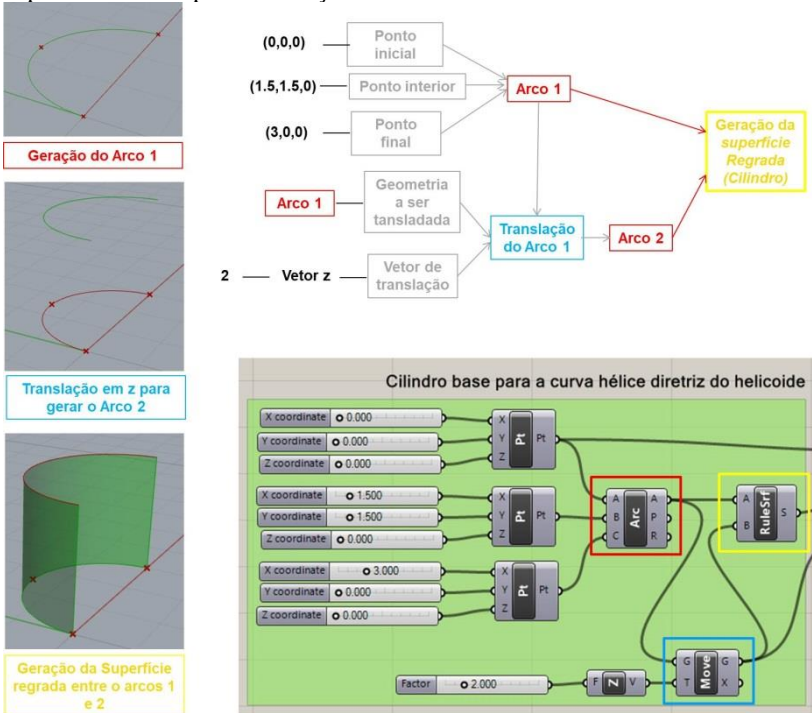 Geração do Arco 1
Translação em z para
gerar o Arco 2
Geração da Superfície
regrada entre o arcos 1
e 2
(0,0,0)
Ponto
inicial
(1.5,1.5,0)
Ponto interior
(3,0,0)
Ponto
final
Arco 1
Geração da
superfície
Regrada
(Cilindro)
Arco 1
Geometria
a ser
tansladada
Translação
do Arco 1
Arco 2
2
Vetor z
Vetor de
translação
Cilindro base para a curva hélice diretriz do helicoide
X coordinate 0.000
Y coordinate 0.000
Z coordinate 0.000
X Y Z Pt Pt
X coordinate 1.500
Y coordinate 1.500
Z coordinate 0.000
X Y Z Pt Pt
X coordinate 3.000
Y coordinate 0.000
Z coordinate 0.000
X Y Z Pt Pt
A B C Arc A P R
A B RuleSrf S
Factor 2.000
F Z V
G T Move G X